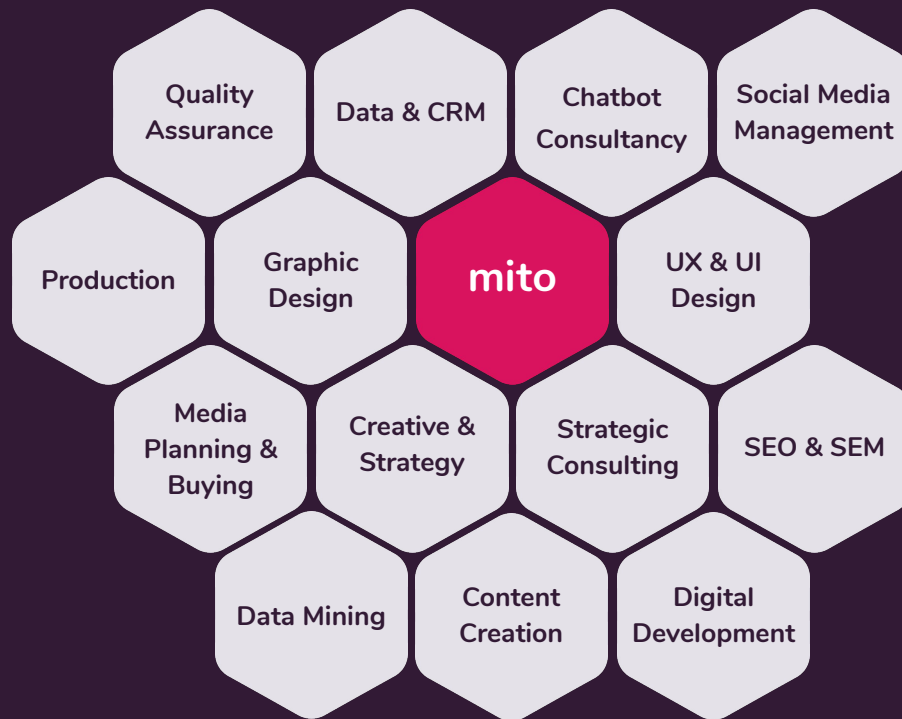 Quality
Assurance
Data & CRM
Chatbot
Consultancy
Social Media
Management
Production
Graphic
Design
mito
UX & UI
Design
Media
Planning &
Buying
Creative &
Strategy
Strategic
Consulting
SEO & SEM
Data Mining
Content
Creation
Digital
Development